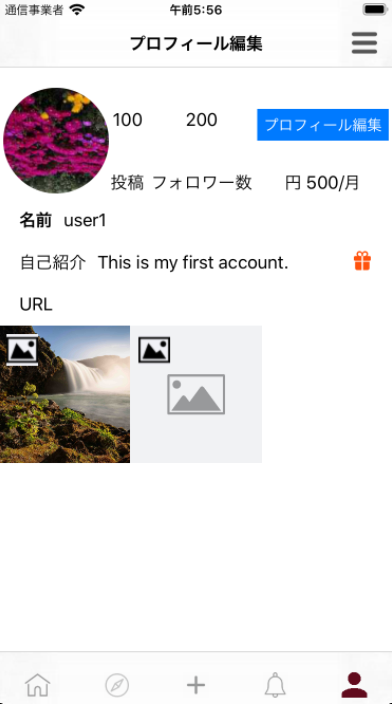 通信事業者 午前5:56
プロフィール編集
100 200 プロフィール編集
投稿 フォロワー数 円 500/月
名前 user1
自己紹介 This is my first account.
URL